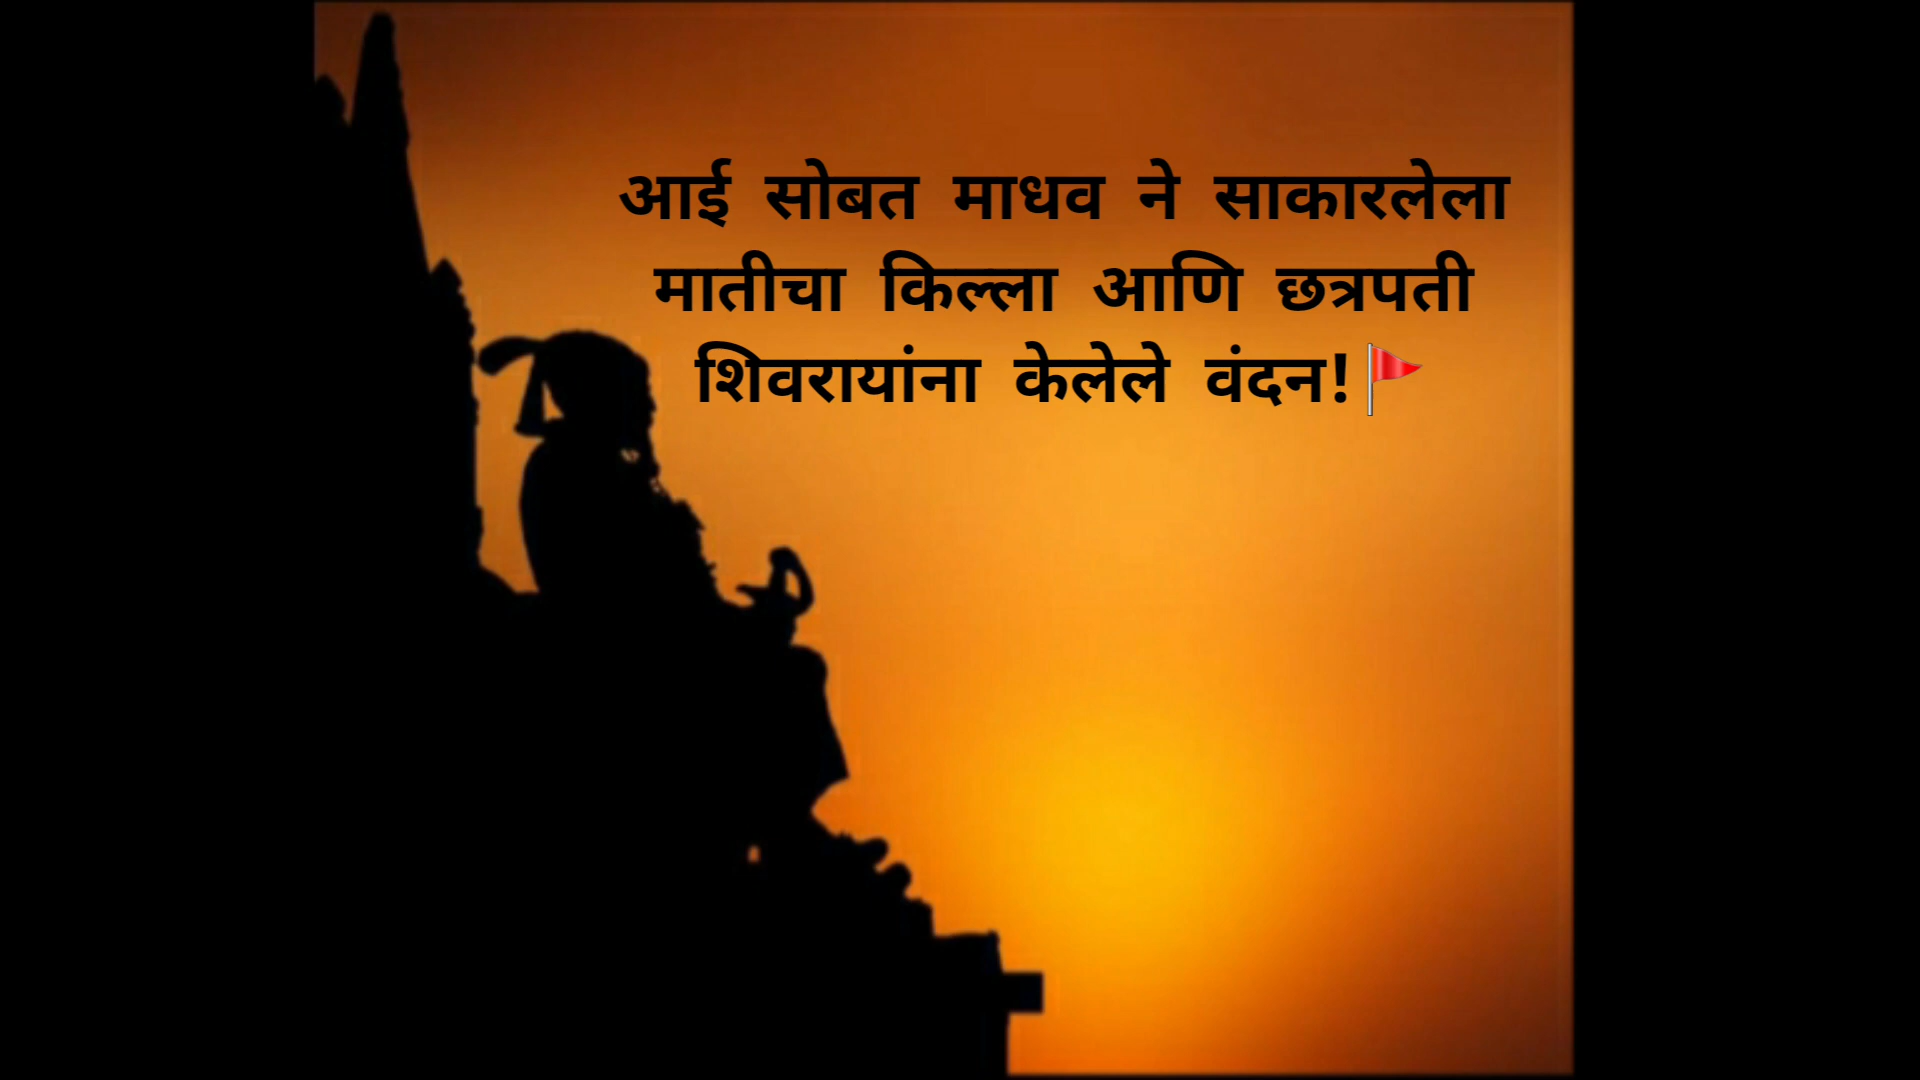 आई सोबत माधव ने साकारलेला
मातीचा किल्ला आणि छत्रपती
शिवरायांना केलेले वंदन!🚩